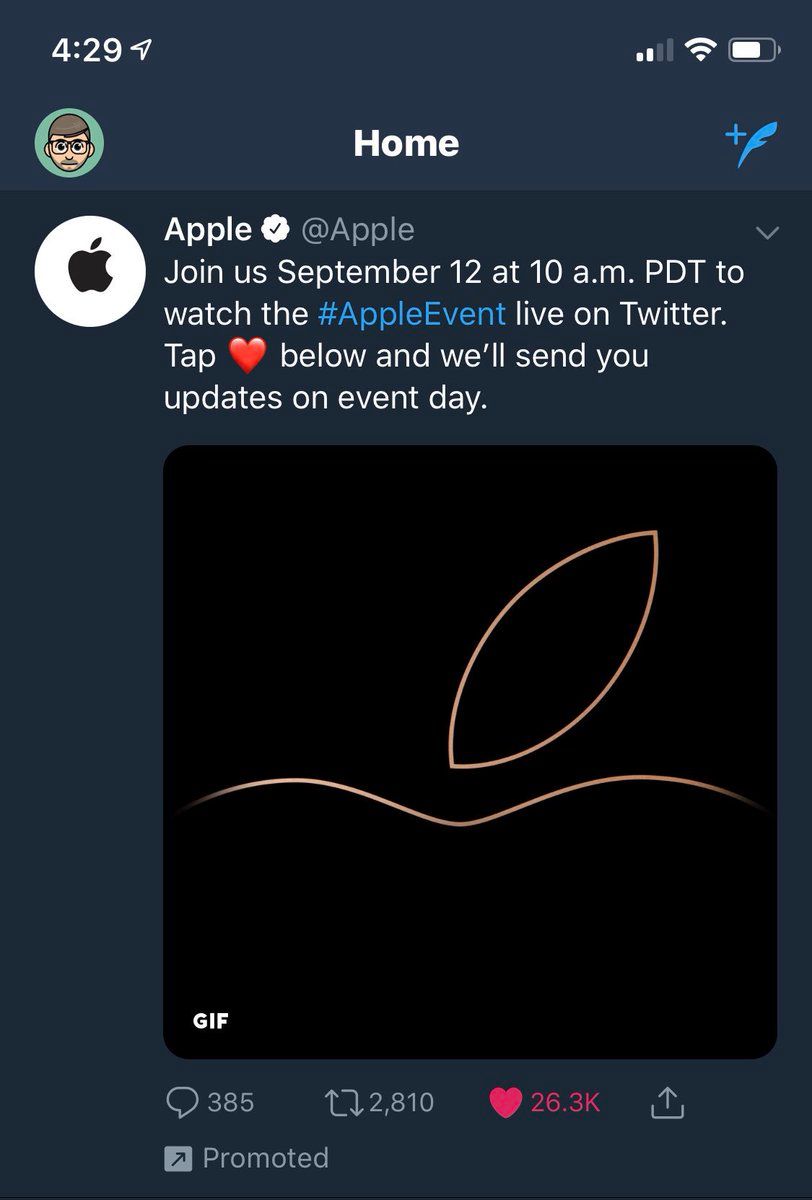 4:29
Home
Apple @Apple
Join us September 12 at 10 a.m. PDT to
watch the #AppleEvent live on Twitter.
Tap ❤️ below and we’ll send you
updates on event day.
GIF
385 2,810 26.3K
Promoted